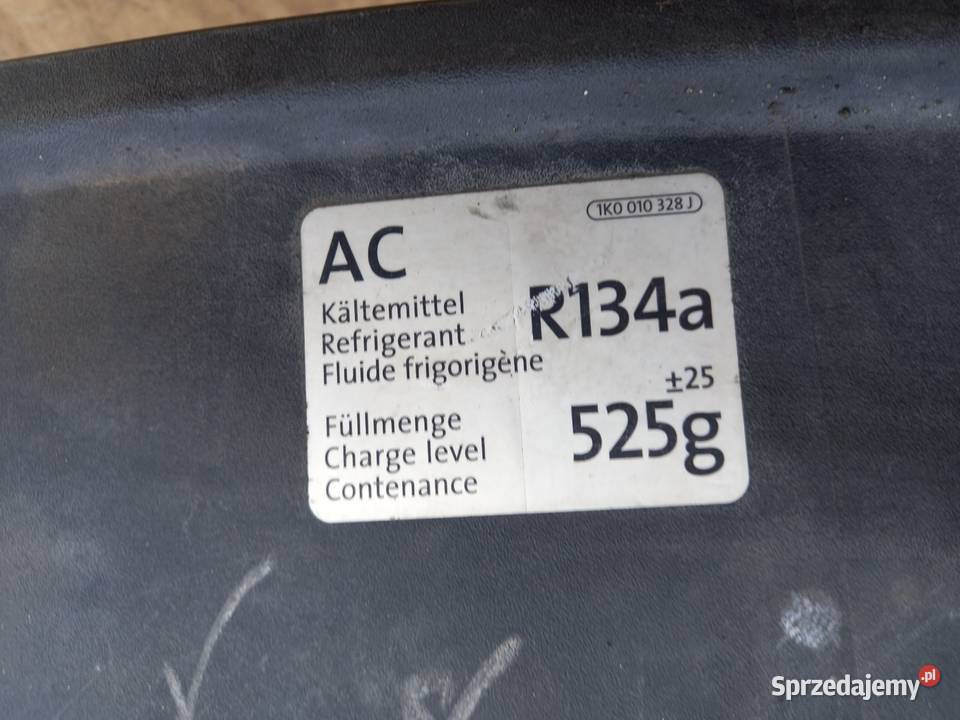 1K0 010 328 J
AC
Kältemittel
Refrigerant
Fluide frigorigène
R134a
Füllmenge
Charge level
Contenance
±25
525g
Sprzedajemy.pl